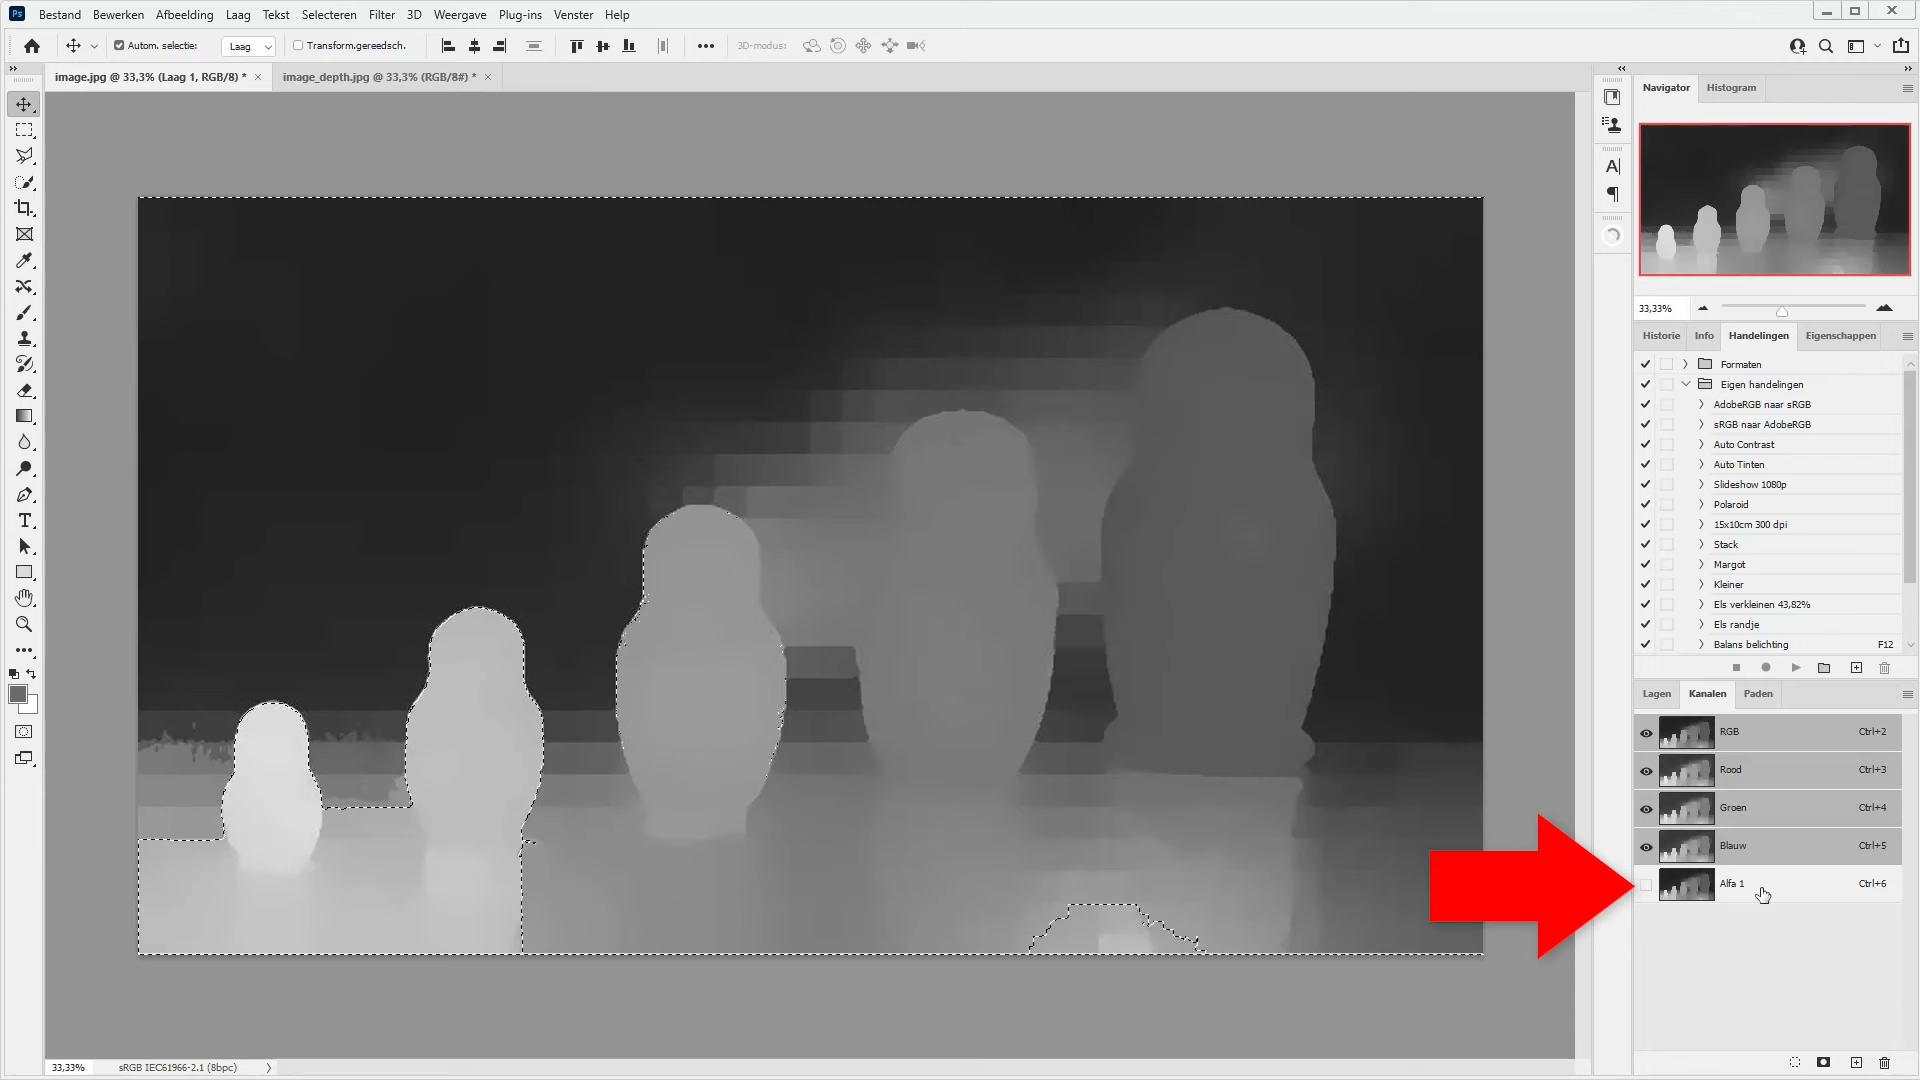 Ps Bestand Bewerken Afbeelding Laag Tekst Selecteren Filter 3D Weergave Plug-ins Venster Help
Autom. selectie: Laag Transform.gereedsch. 3D-modus:
image.jpg @ 33,3% (Laag 1, RGB/8) * image_depth.jpg @ 33,3% (RGB/8#) *
Navigator Histogram
33,33%
Historie Info Handelingen Eigenschappen
Formaten
Eigen handelingen
AdobeRGB naar sRGB
sRGB naar AdobeRGB
Auto Contrast
Auto Tinten
Slideshow 1080p
Polaroid
15x10cm 300 dpi
Stack
Margot
Kleiner
Els verkleinen 43,82%
Els randje
Balans belichting F12
Lagen Kanalen Paden
RGB Ctrl+2
Rood Ctrl+3
Groen Ctrl+4
Blauw Ctrl+5
Alfa 1 Ctrl+6
33,33% sRGB IEC61966-2.1 (8bpc)